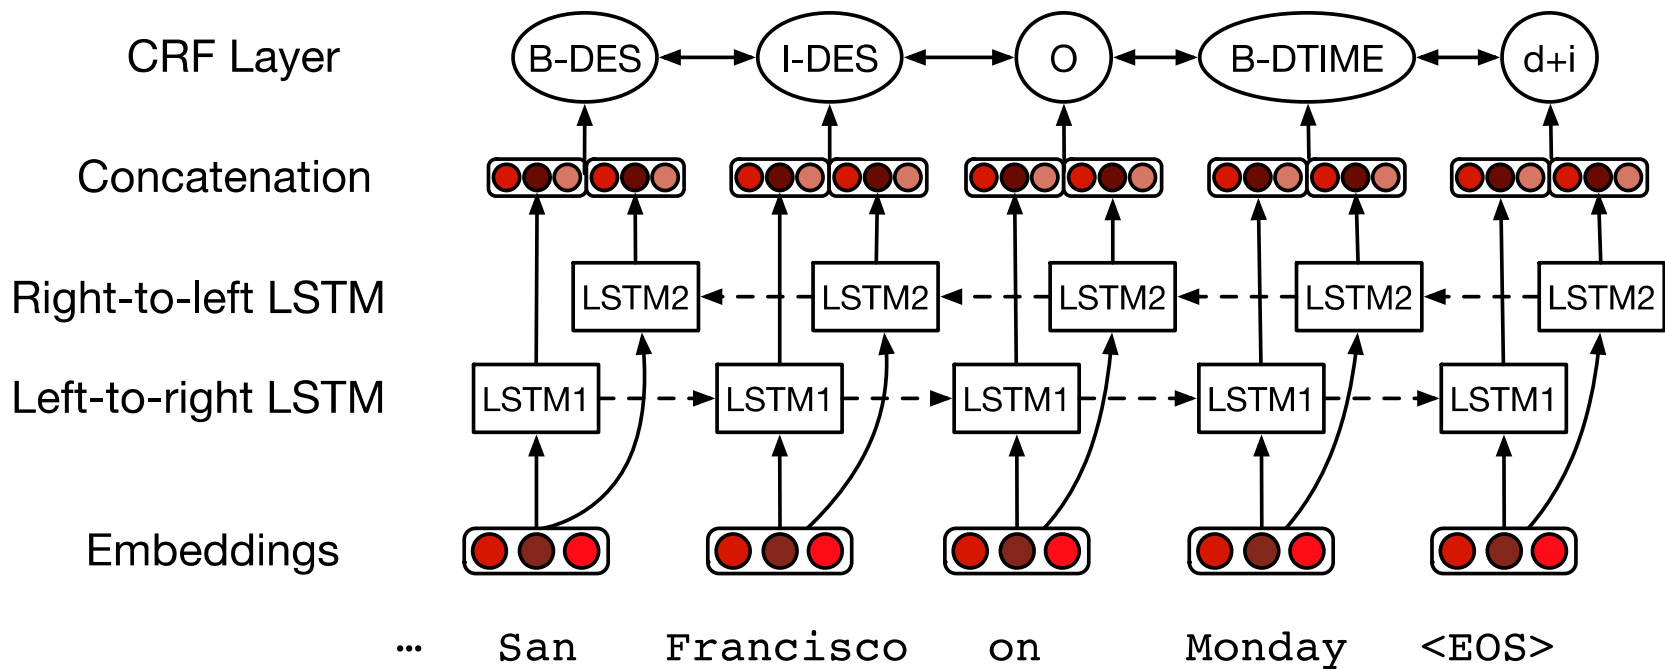 CRF Layer B-DES I-DES O B-DTIME d+i
Concatenation
Right-to-left LSTM LSTM2 LSTM2 LSTM2 LSTM2 LSTM2
Left-to-right LSTM LSTM1 LSTM1 LSTM1 LSTM1 LSTM1
Embeddings
... San Francisco on Monday <EOS>